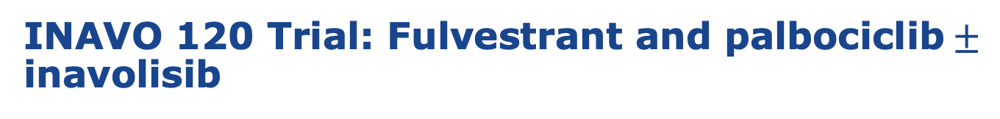 INAVO 120 Trial: Fulvestrant and palbociclib ±
inavolisib